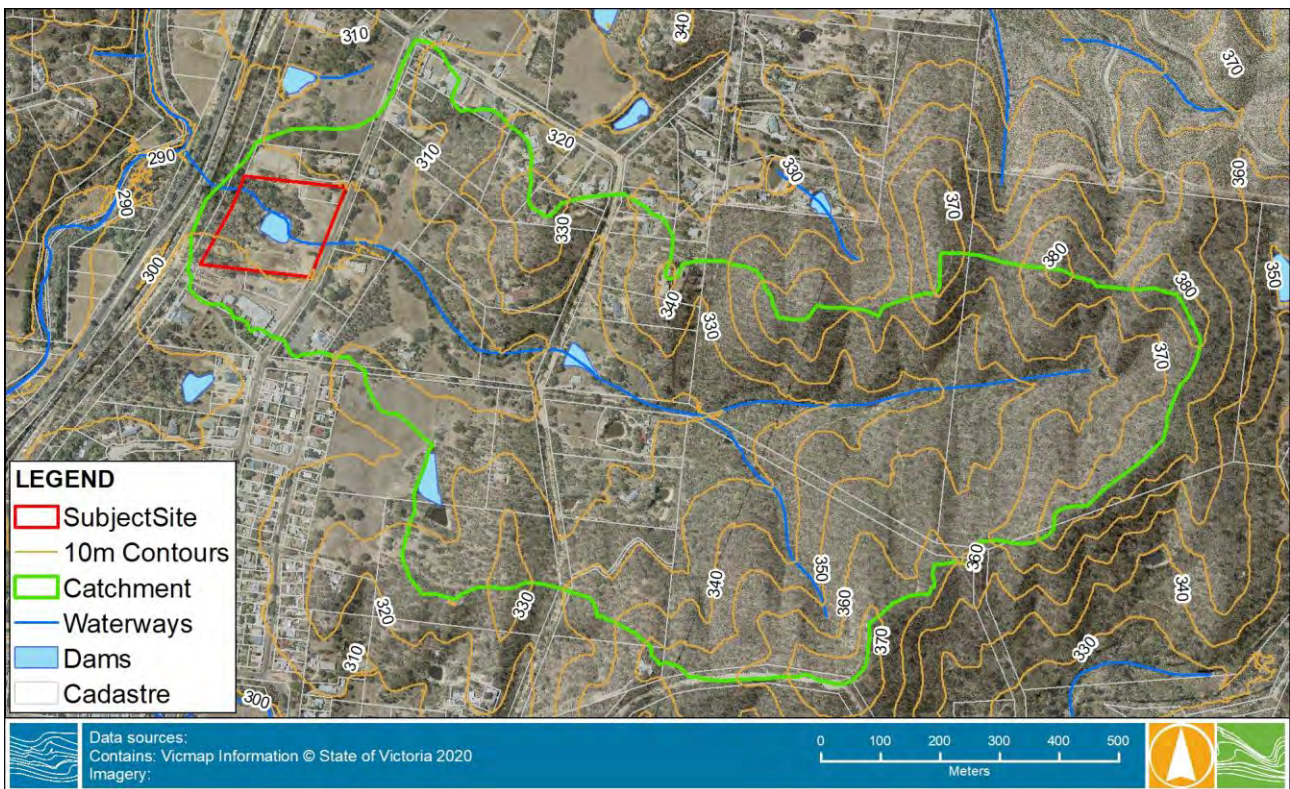 310
340
370
320
310
290
330
360
290
330
370
380
350
300
340
380
330
370
LEGEND
SubjectSite
10m Contours
Catchment
Waterways
Dams
Cadastre
360
350
340
340
360
330
320
370
310
330
300
Data sources:
Contains: Vicmap Information © State of Victoria 2020
Imagery:
0 100 200 300 400 500
Meters